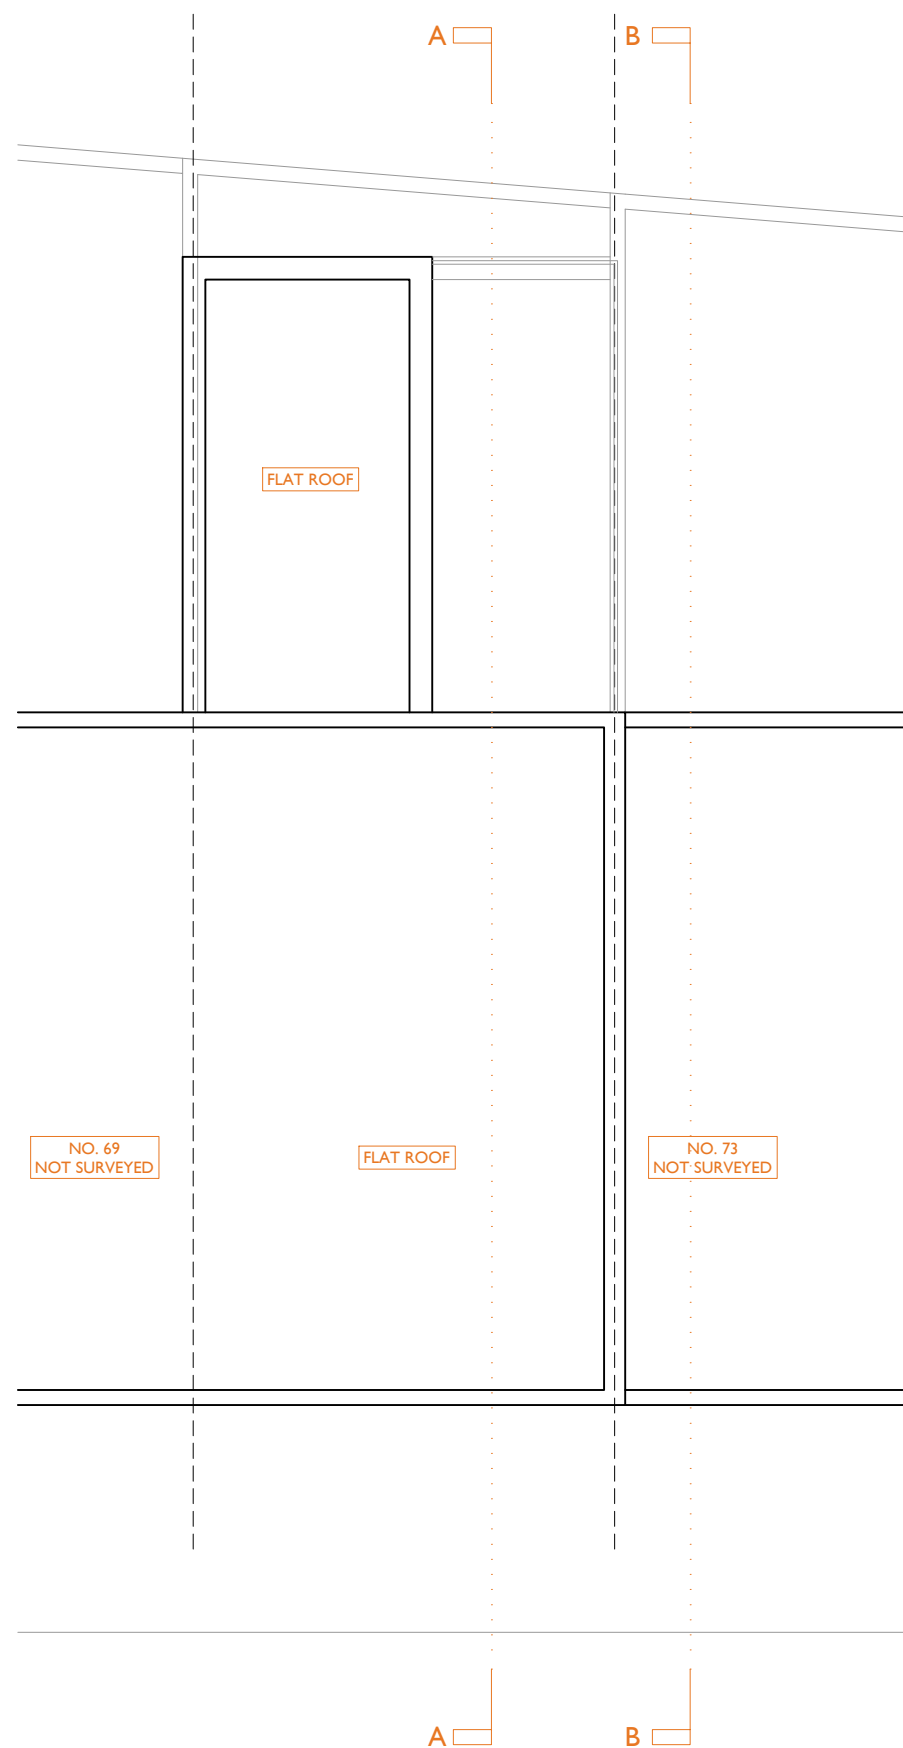 A
B
FLAT ROOF
NO. 69
NOT SURVEYED
FLAT ROOF
NO. 73
NOT SURVEYED
A
B